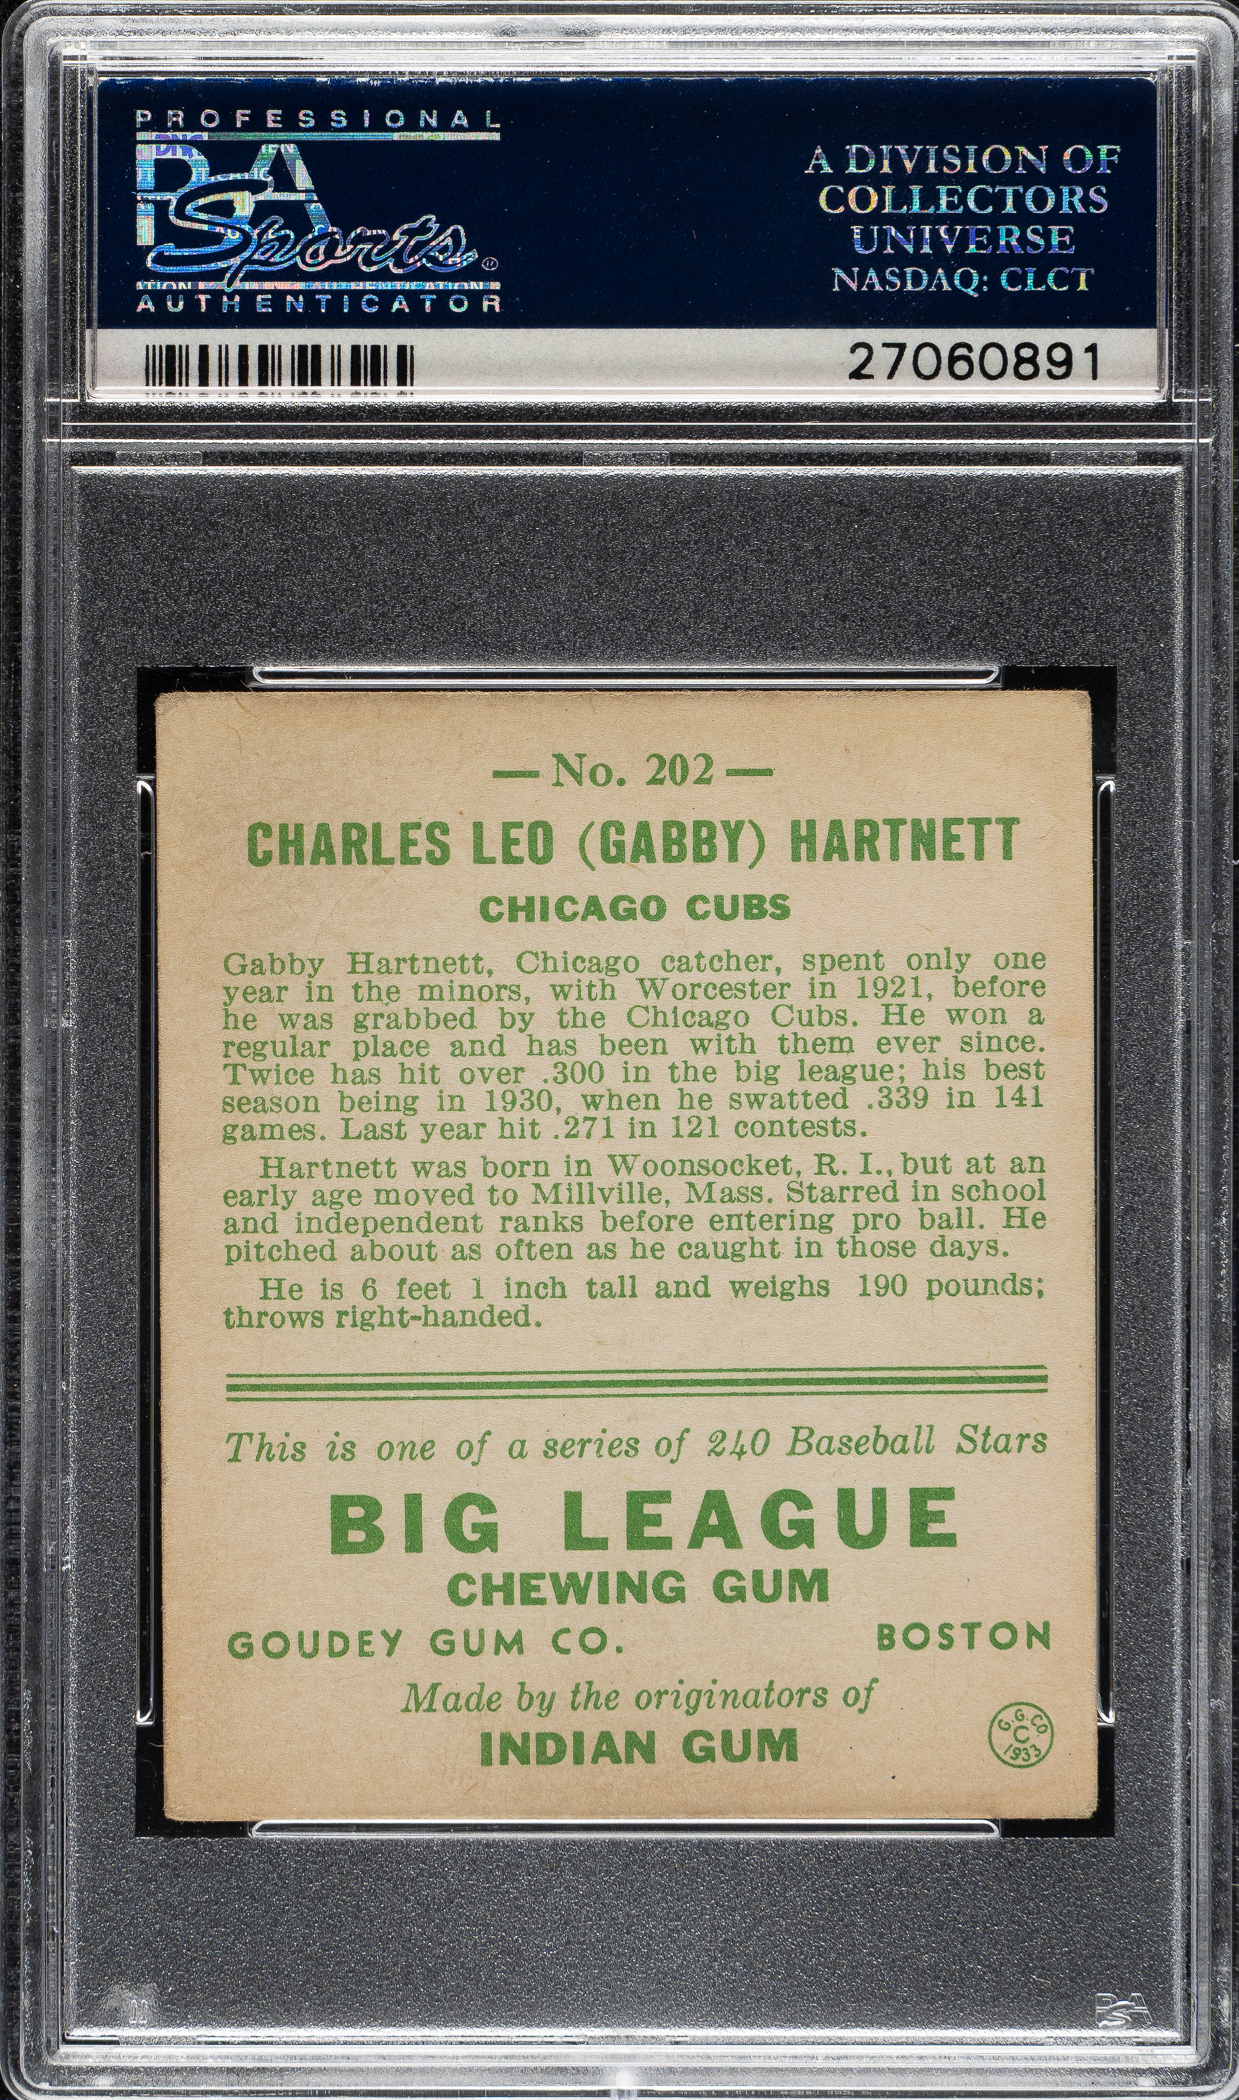 PROFESSIONAL
PSA
Sports
AUTHENTICATOR
A DIVISION OF
COLLECTORS
UNIVERSE
NASDAQ: CLCT
27060891
— No. 202 —
CHARLES LEO (GABBY) HARTNETT
CHICAGO CUBS
Gabby Hartnett, Chicago catcher, spent only one
year in the minors, with Worcester in 1921, before
he was grabbed by the Chicago Cubs. He won a
regular place and has been with them ever since.
Twice has hit over .300 in the big league; his best
season being in 1930, when he swatted .339 in 141
games. Last year hit .271 in 121 contests.
Hartnett was born in Woonsocket, R. I., but at an
early age moved to Millville, Mass. Starred in school
and independent ranks before entering pro ball. He
pitched about as often as he caught in those days.
He is 6 feet 1 inch tall and weighs 190 pounds;
throws right-handed.
This is one of a series of 240 Baseball Stars
BIG LEAGUE
CHEWING GUM
GOUDEY GUM CO. BOSTON
Made by the originators of
INDIAN GUM
G. G. CO.
C
1933
PSA